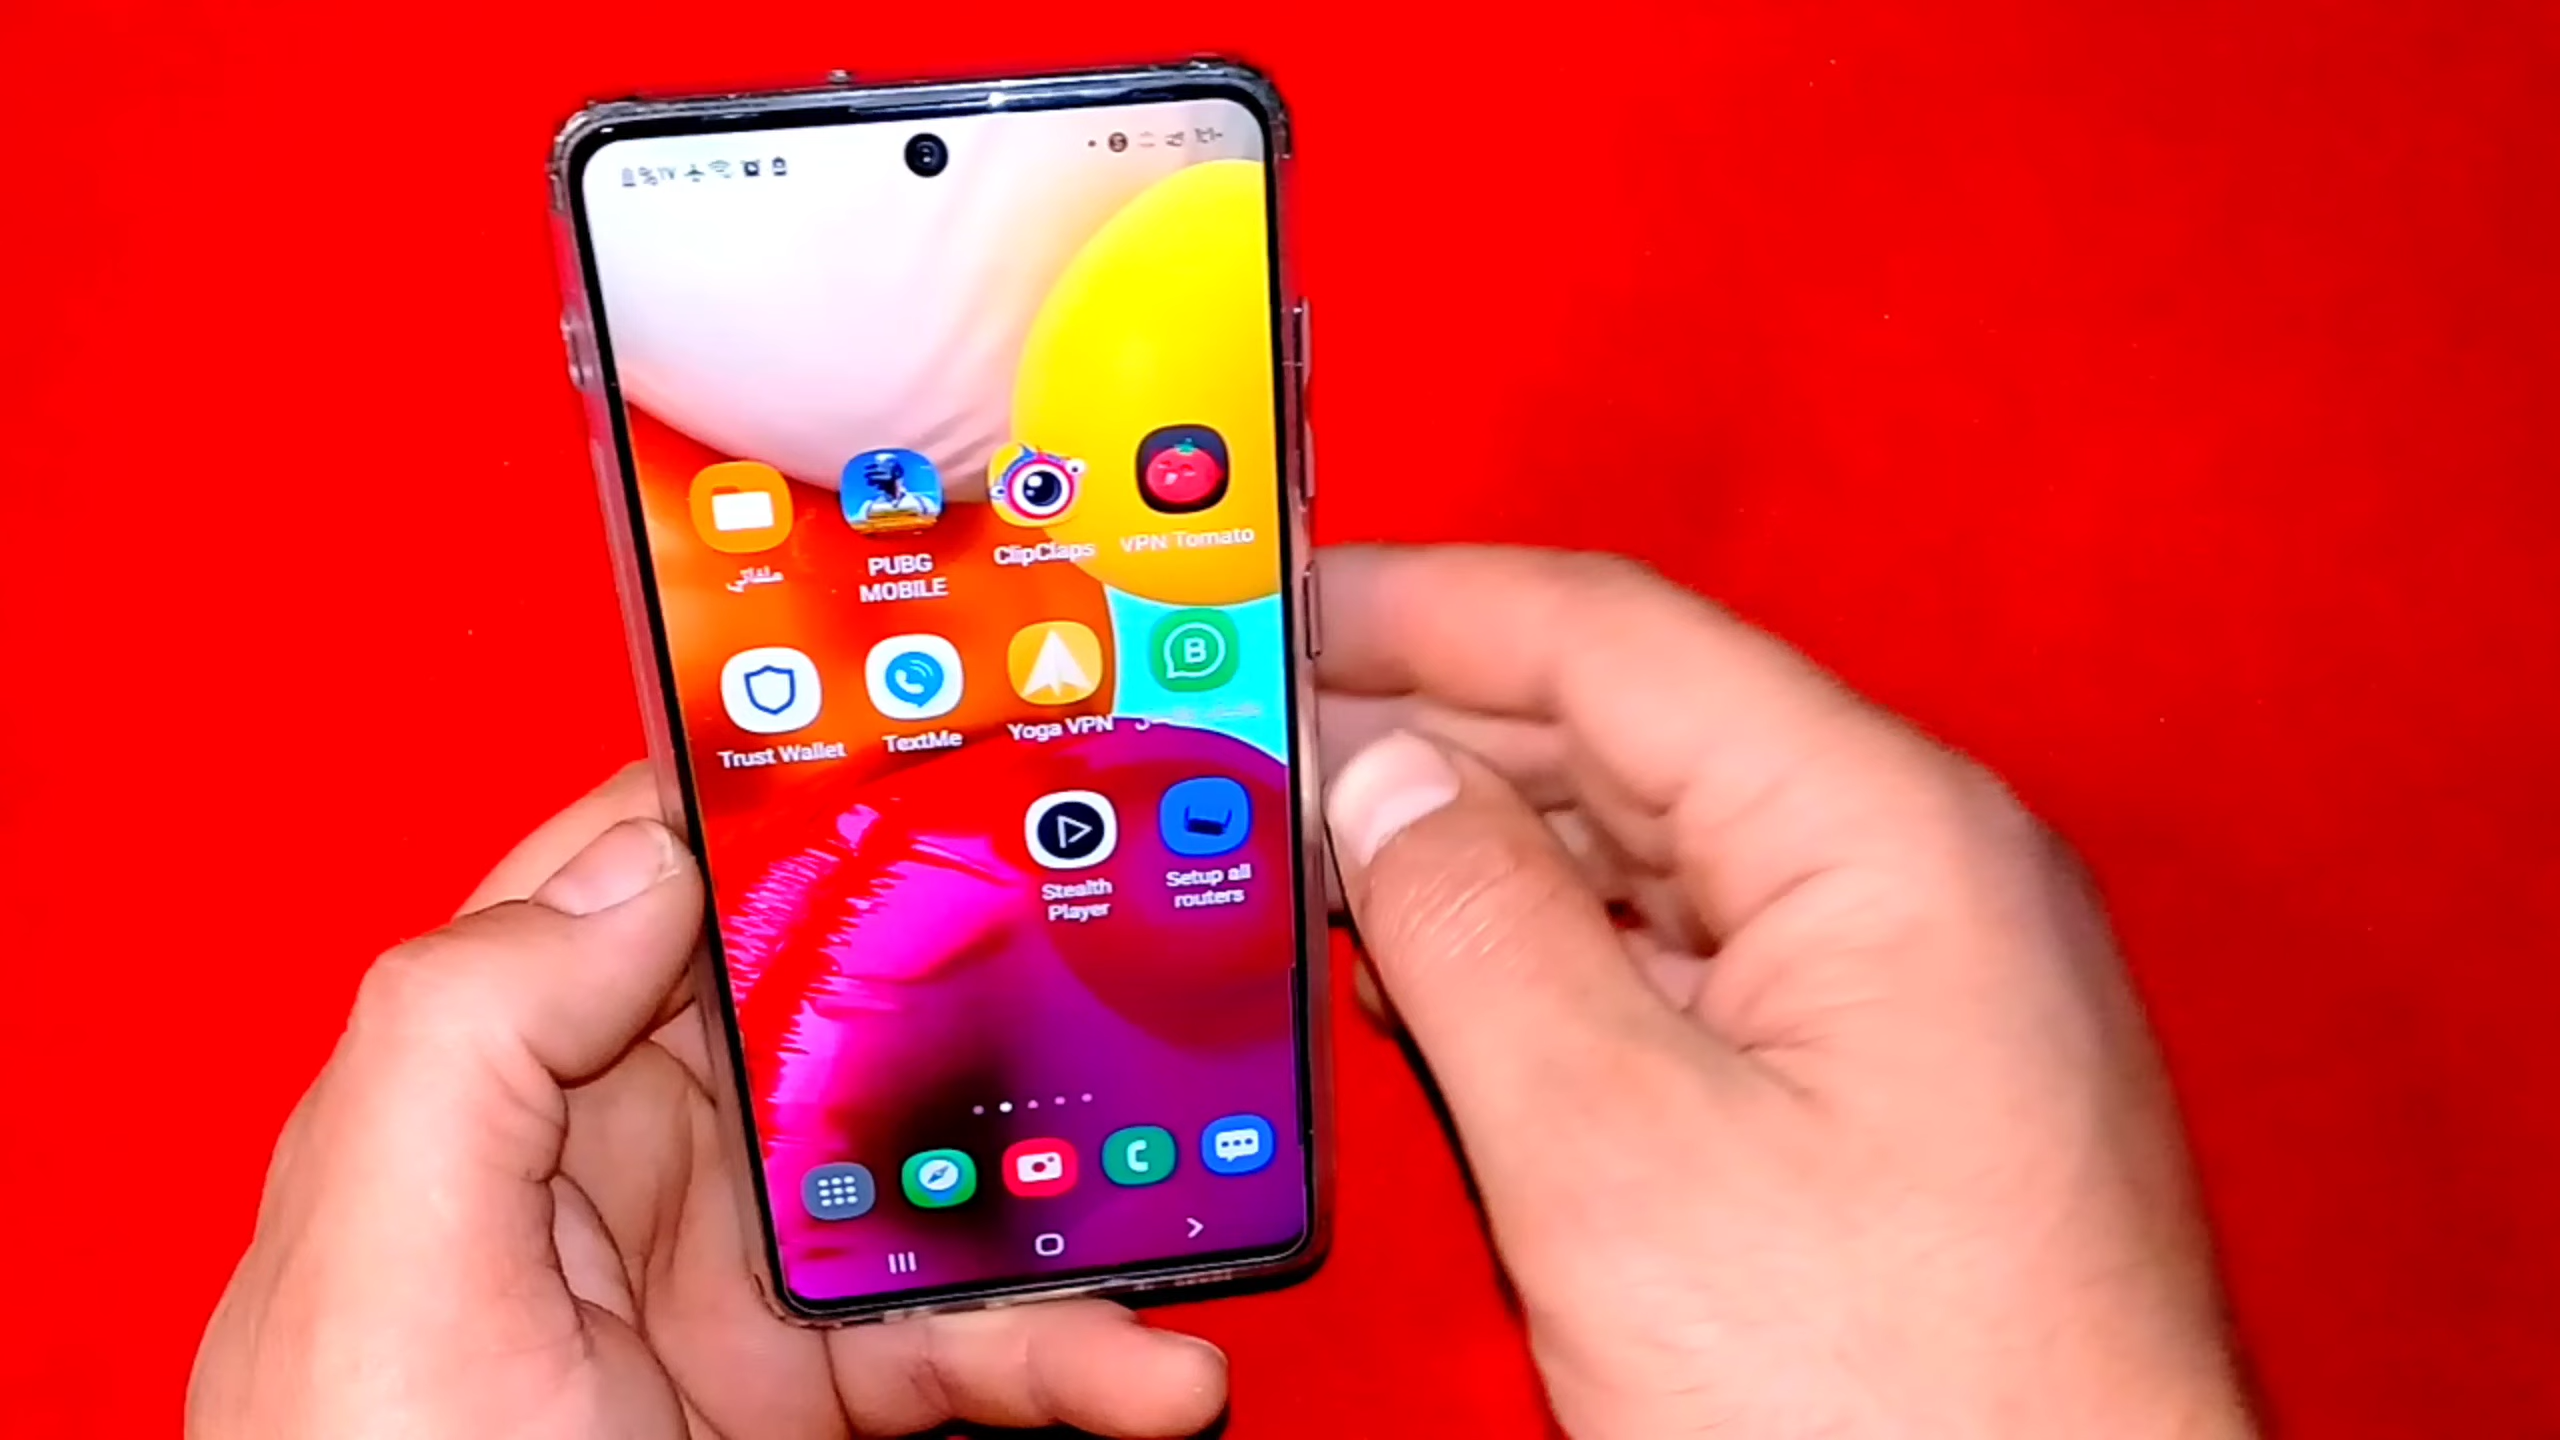 ملفاتي
PUBG
MOBILE
ClipClaps
VPN Tomato
Trust Wallet
TextMe
Yoga VPN
B
Stealth
Player
Setup all
routers